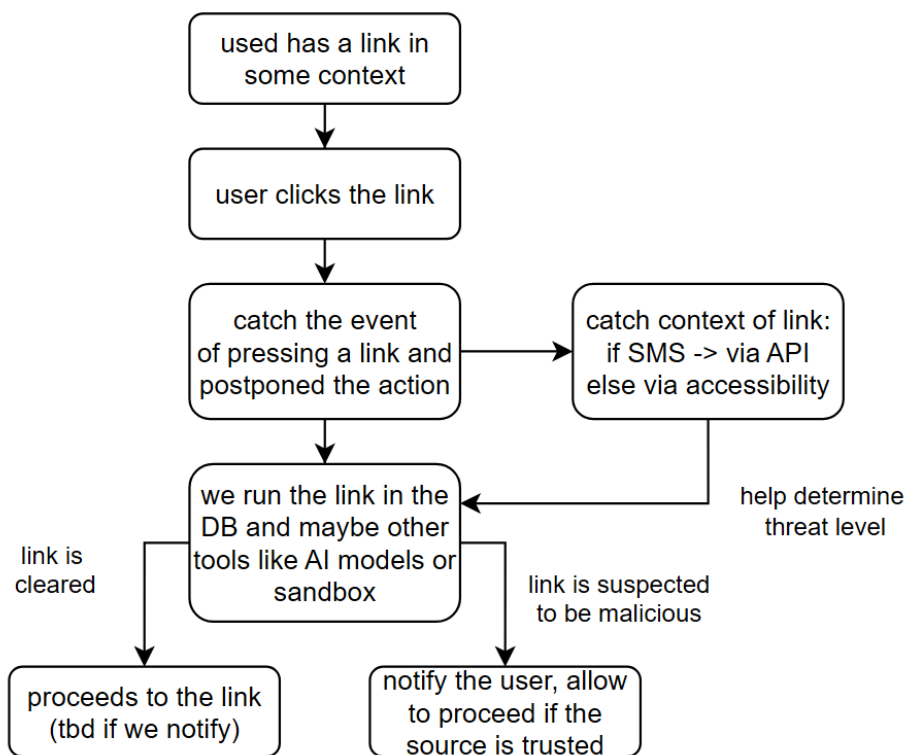 used has a link in
some context
user clicks the link
catch the event
of pressing a link and
postponed the action
catch context of link:
if SMS -> via API
else via accessibility
we run the link in the
DB and maybe other
tools like AI models or
sandbox
help determine
threat level
link is
cleared
link is suspected
to be malicious
proceeds to the link
(tbd if we notify)
notify the user, allow
to proceed if the
source is trusted